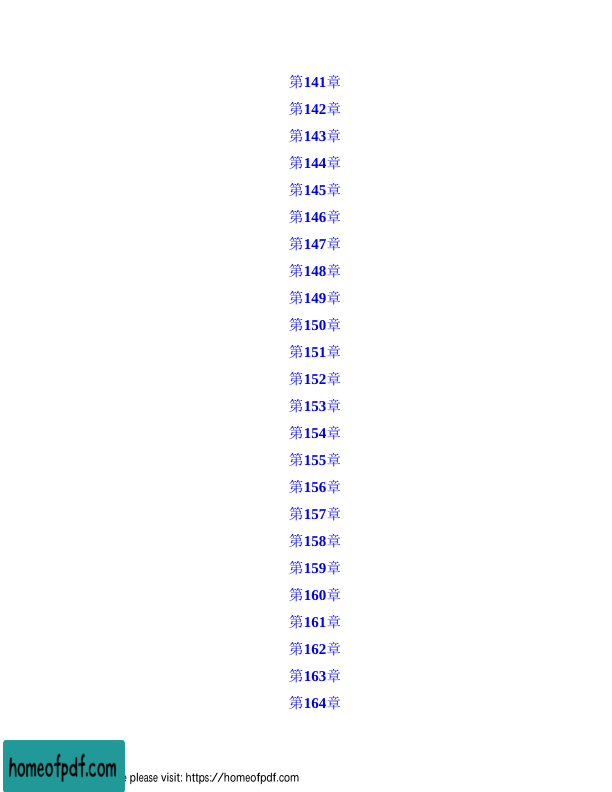 第141章
第142章
第143章
第144章
第145章
第146章
第147章
第148章
第149章
第150章
第151章
第152章
第153章
第154章
第155章
第156章
第157章
第158章
第159章
第160章
第161章
第162章
第163章
第164章
homeofpdf.com
please visit: https://homeofpdf.com